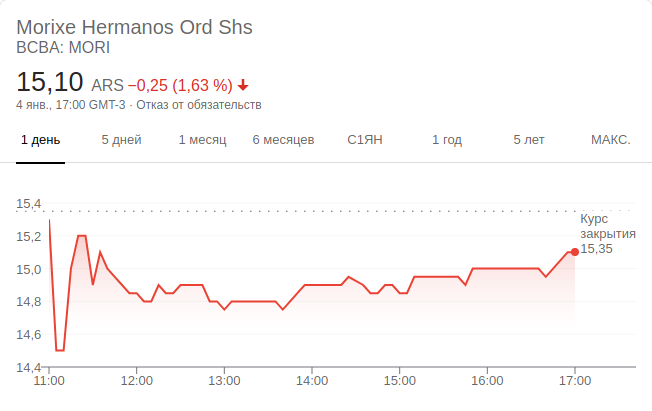 Morixe Hermanos Ord Shs
BCBA: MORI
15,10 ARS −0,25 (1,63 %)
4 янв., 17:00 GMT-3 · Отказ от обязательств
1 день 5 дней 1 месяц 6 месяцев С1ЯН 1 год 5 лет МАКС.
15,4
Курс
закрытия
15,35
15,2
15,0
14,8
14,6
14,4
11:00 12:00 13:00 14:00 15:00 16:00 17:00